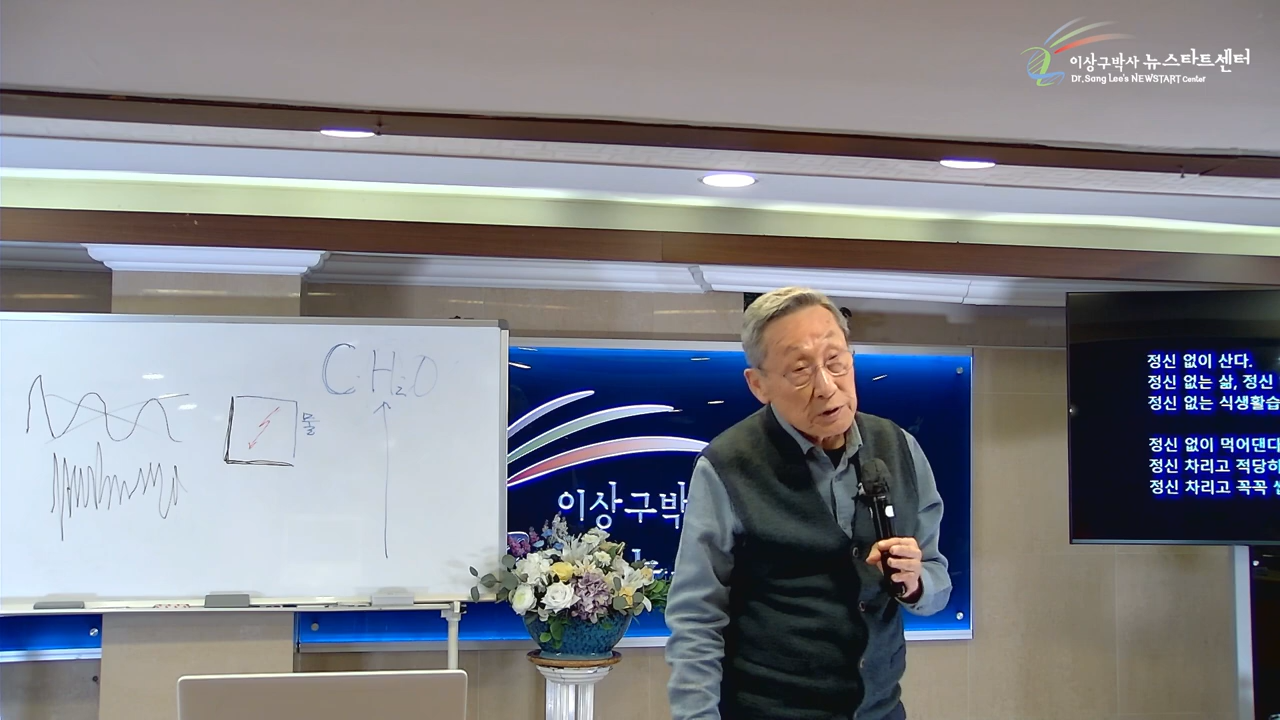 이상구박사 뉴스타트센터
Dr. Sang Lee's NEWSTART Center
C·H₂O
물
이상구박
정신 없이 산다.
정신 없는 삶, 정신
정신 없는 식생활습
정신 없이 먹어댄다
정신 차리고 적당하
정신 차리고 꼭꼭